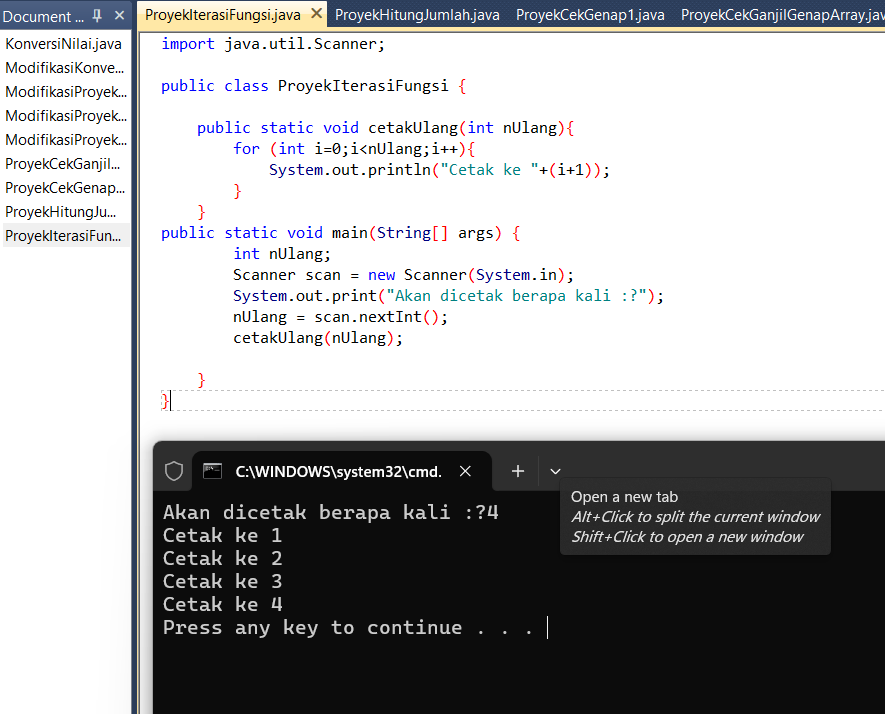 Document ...
ProyekIterasiFungsi.java ProyekHitungJumlah.java ProyekCekGenap1.java ProyekCekGanjilGenapArray.jav
KonversiNilai.java
ModifikasiKonve...
ModifikasiProyek...
ModifikasiProyek...
ModifikasiProyek...
ProyekCekGanjil...
ProyekCekGenap...
ProyekHitungJu...
ProyekIterasiFun...
import java.util.Scanner;
public class ProyekIterasiFungsi {
public static void cetakUlang(int nUlang){
for (int i=0;i<nUlang;i++){
System.out.println("Cetak ke "+(i+1));
}
}
public static void main(String[] args) {
int nUlang;
Scanner scan = new Scanner(System.in);
System.out.print("Akan dicetak berapa kali :?");
nUlang = scan.nextInt();
cetakUlang(nUlang);
}
}
C:\WINDOWS\system32\cmd.
Open a new tab
Alt+Click to split the current window
Shift+Click to open a new window
Akan dicetak berapa kali :?4
Cetak ke 1
Cetak ke 2
Cetak ke 3
Cetak ke 4
Press any key to continue . . .